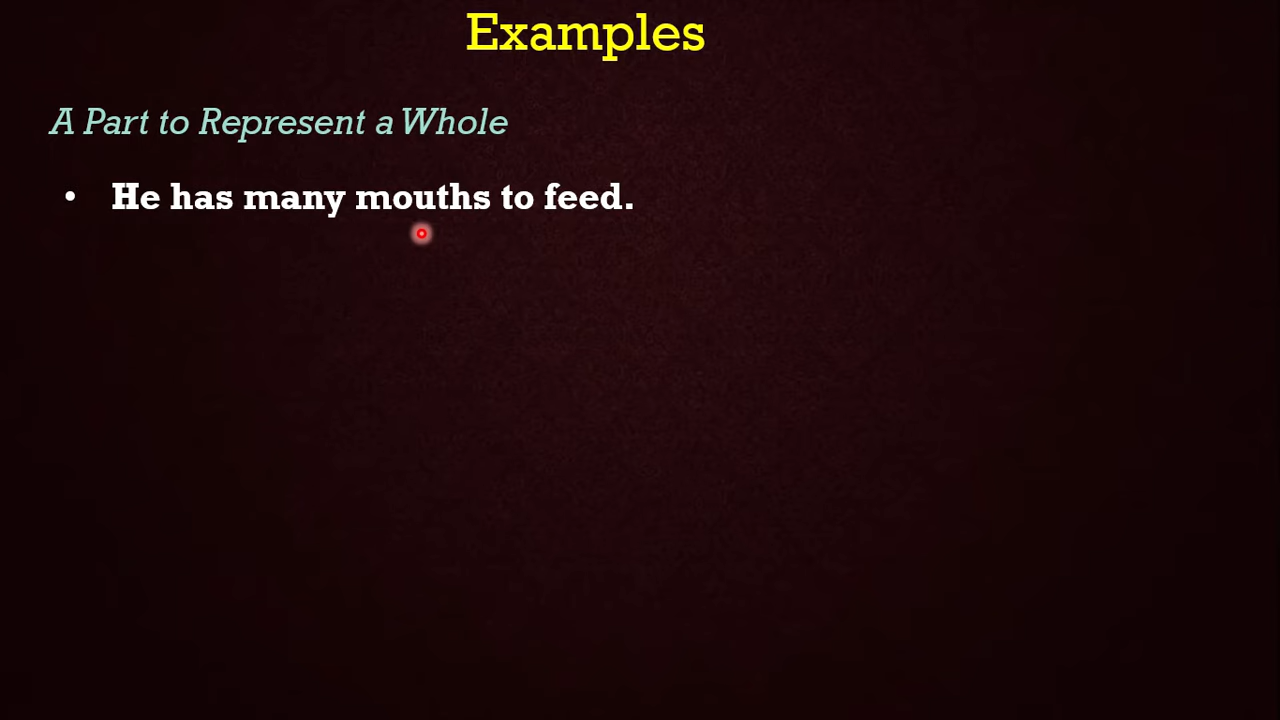 Examples
A Part to Represent a Whole
• He has many mouths to feed.